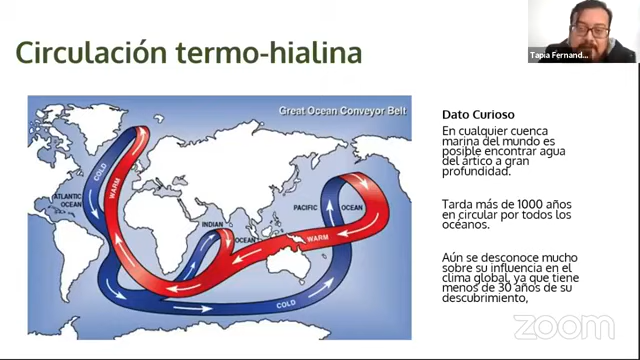 Circulación termo-hialina
Tapia Fernand...
Great Ocean Conveyor Belt
COLD
WARM
ATLANTIC
OCEAN
INDIAN
OCEAN
PACIFIC
OCEAN
WARM
COLD
Dato Curioso
En cualquier cuenca
marina del mundo es
posible encontrar agua
del ártico a gran
profundidad.
Tarda más de 1000 años
en circular por todos los
océanos.
Aún se desconoce mucho
sobre su influencia en el
clima global, ya que tiene
menos de 30 años de su
descubrimiento,
zoom